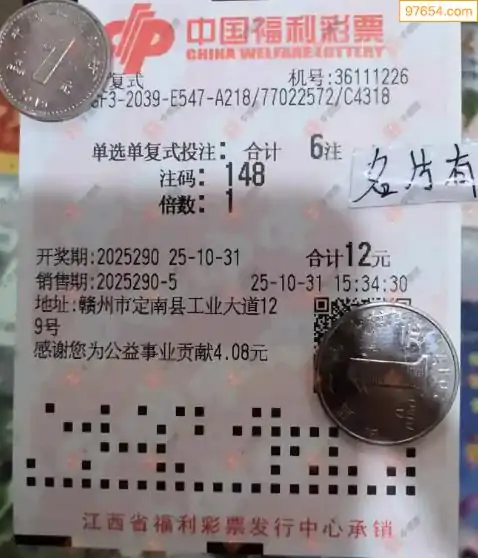 97654.com
中国福利彩票
CHINA WELFARE LOTTERY
复式
机号:36111226
GF3-2039-E547-A218/77022572/C4318
单选单复式投注: 合计 6注
注码: 148
倍数: 1
名片有
开奖期:2025290 25-10-31 合计12元
销售期:2025290-5 25-10-31 15:34:30
地址:赣州市定南县工业大道12
9号
感谢您为公益事业贡献4.08元
江西省福利彩票发行中心承销